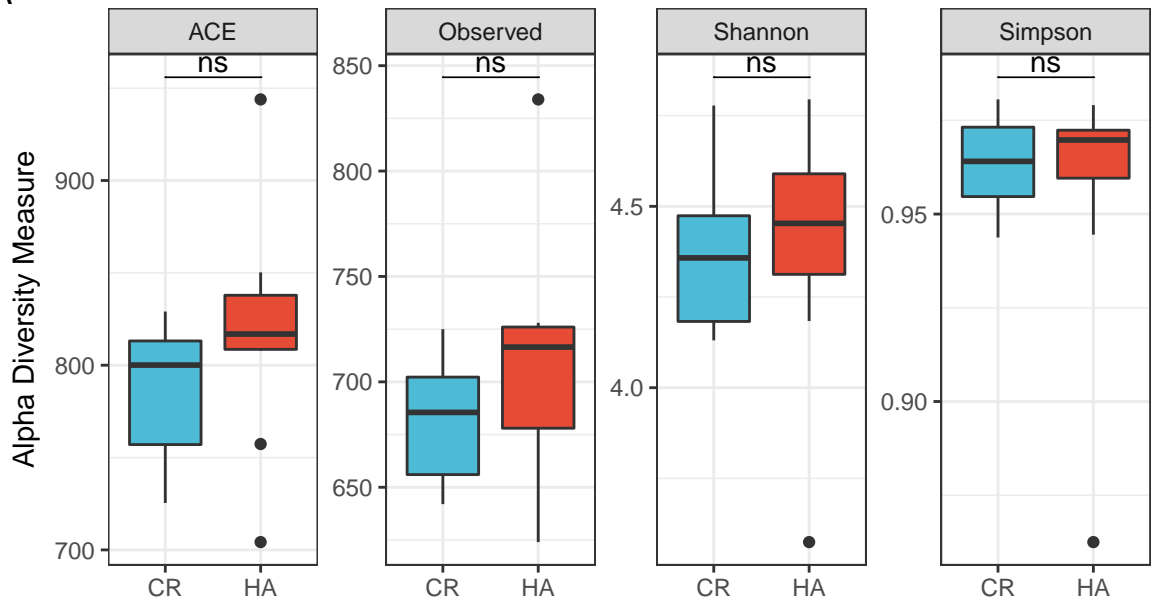 ACE
Observed
Shannon
Simpson
ns
ns
ns
ns
Alpha Diversity Measure
900
800
700
850
800
750
700
650
4.5
4.0
0.95
0.90
CR HA
CR HA
CR HA
CR HA